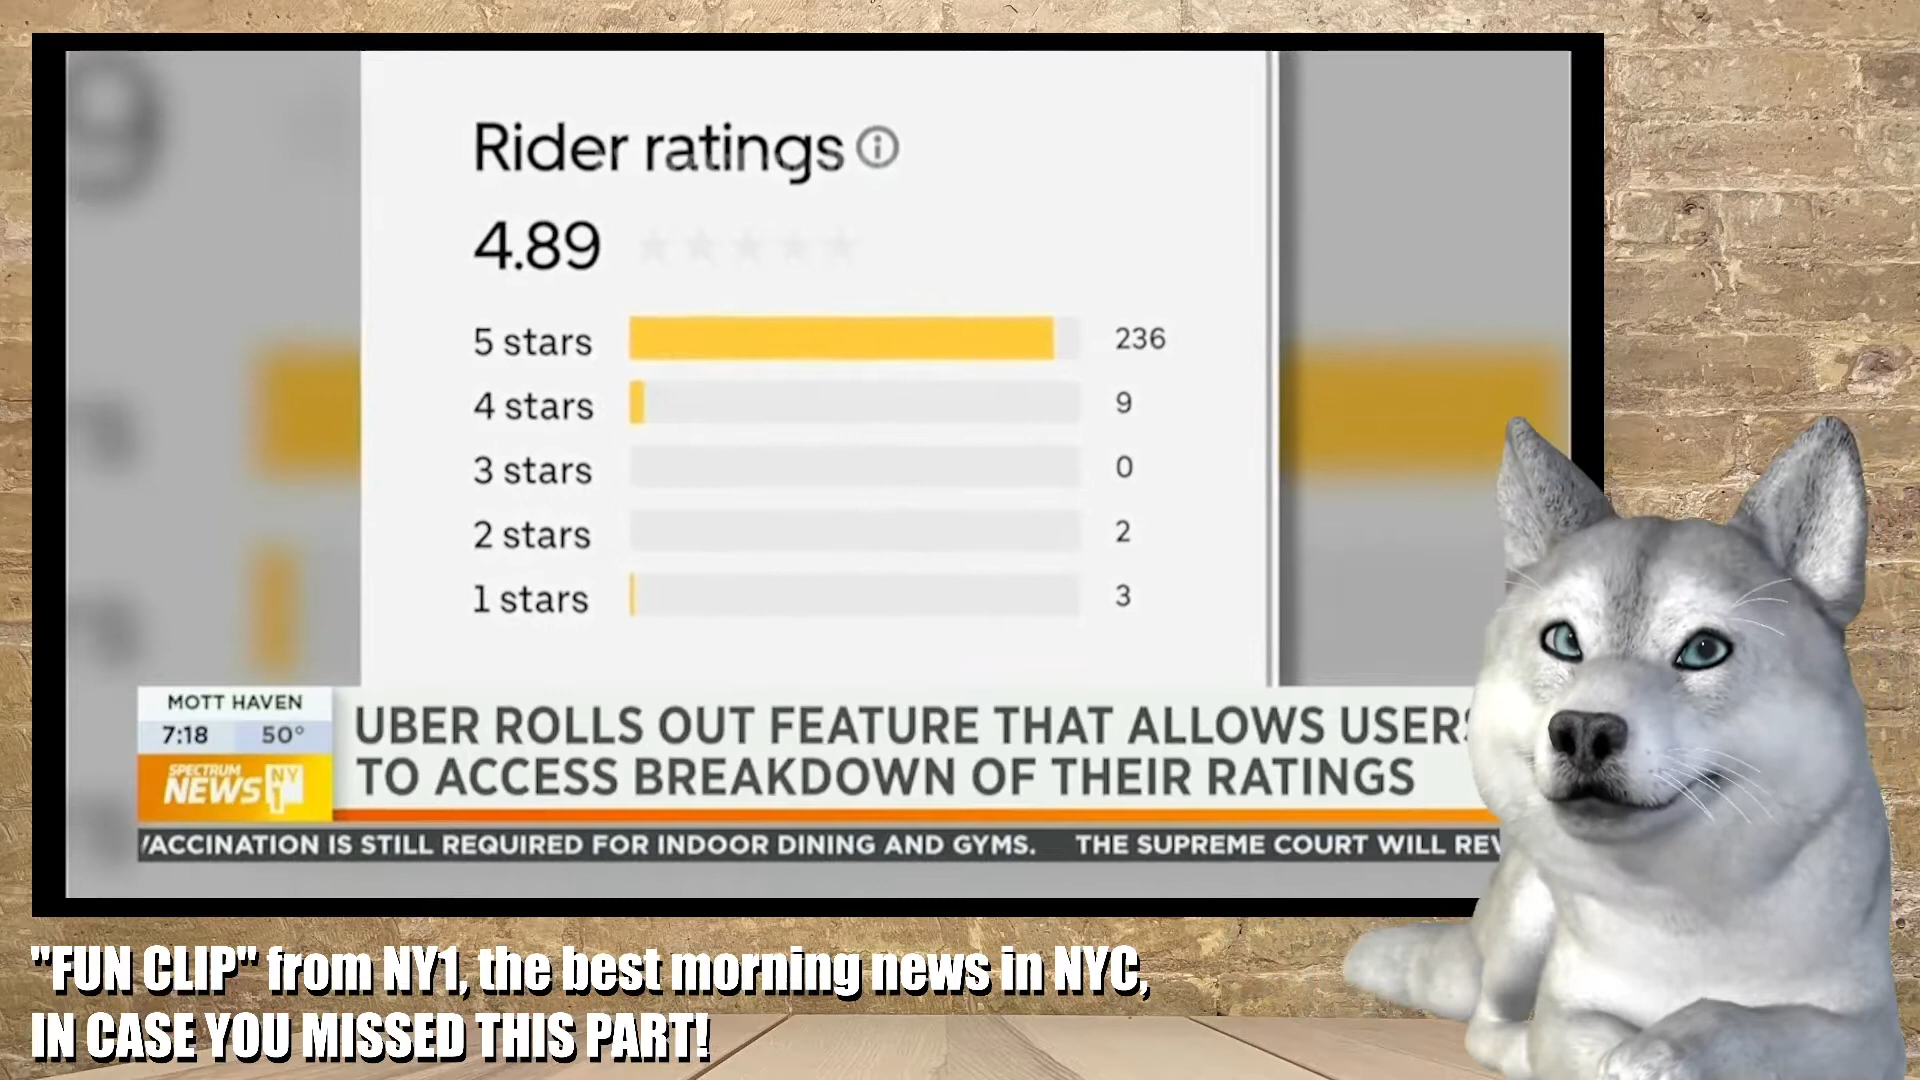 Rider ratings
4.89
5 stars 236
4 stars 9
3 stars 0
2 stars 2
1 stars 3
MOTT HAVEN
7:18 50°
SPECTRUM
NEWS NY
1
UBER ROLLS OUT FEATURE THAT ALLOWS USERS
TO ACCESS BREAKDOWN OF THEIR RATINGS
VACCINATION IS STILL REQUIRED FOR INDOOR DINING AND GYMS. THE SUPREME COURT WILL
"FUN CLIP" from NY1, the best morning news in NYC,
IN CASE YOU MISSED THIS PART!